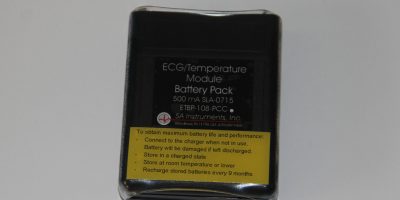 ECG/Temperature
Module
Battery Pack
500 mA SLA-0715
ETBP-108-PCC
SA Instruments, Inc.
To obtain maximum battery life and performance:
- Connect to the charger when not in use.
Battery will be damaged if left discharged.
- Store in a charged state
- Store at room temperature or lower
- Recharge stored batteries every 9 months